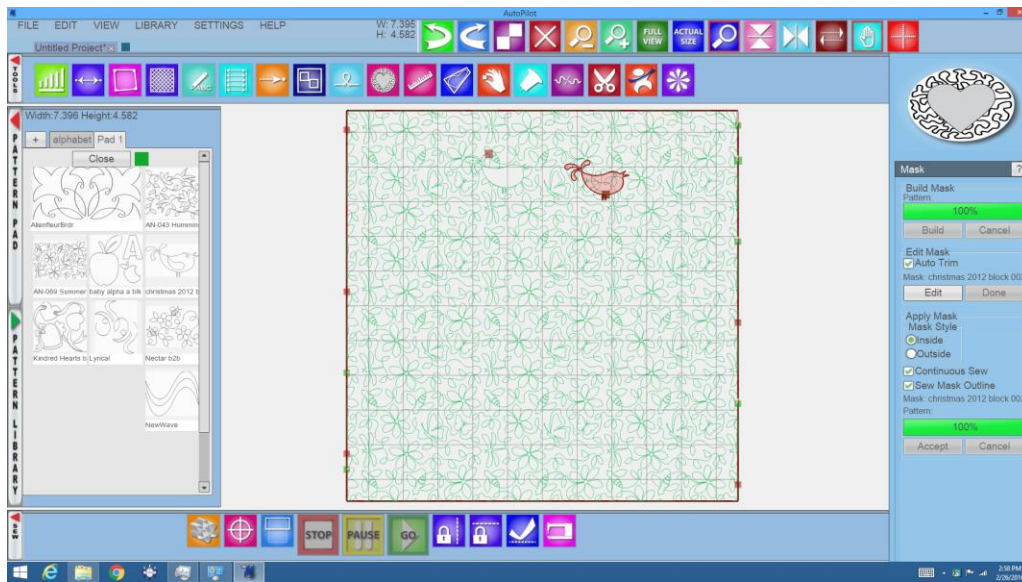 AutoPilot
FILE EDIT VIEW LIBRARY SETTINGS HELP
W: 7.395
H: 4.582
FULL VIEW
ACTUAL SIZE
Untitled Project*
TOOLS
ABC
Width:7.396 Height:4.582
+ alphabet Pad 1
Close
PATTERN PAD
AlienfleurBrdr
AN-043 Hummin
AN-069 Summer
baby alpha a blk
christmas 2012 b
Kindred Hearts b
Lyrical
Nectar b2b
NewWave
PATTERN LIBRARY
Mask ?
Build Mask
Pattern:
100%
Build Cancel
Edit Mask
Auto Trim
Mask: christmas 2012 block 002
Edit Done
Apply Mask
Mask Style
Inside
Outside
Continuous Sew
Sew Mask Outline
Mask: christmas 2012 block 002
Pattern:
100%
Accept Cancel
SEW
STOP
PAUSE
GO
2:58 PM